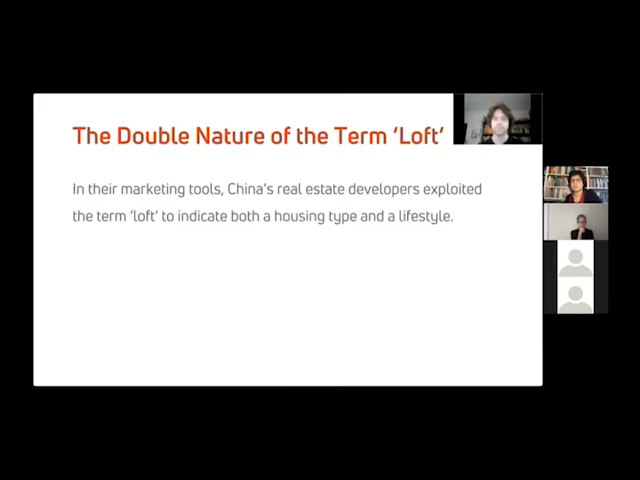 The Double Nature of the Term ‘Loft’
In their marketing tools, China’s real estate developers exploited
the term ‘loft’ to indicate both a housing type and a lifestyle.